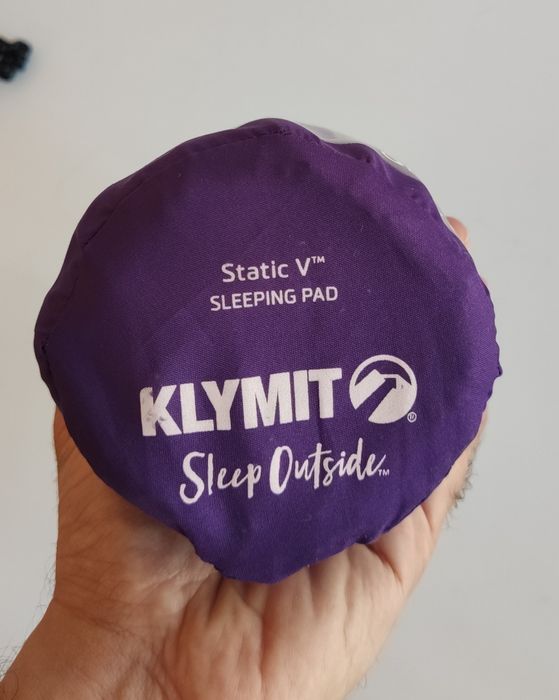 Static V™
SLEEPING PAD
KLYMIT®
Sleep Outside™